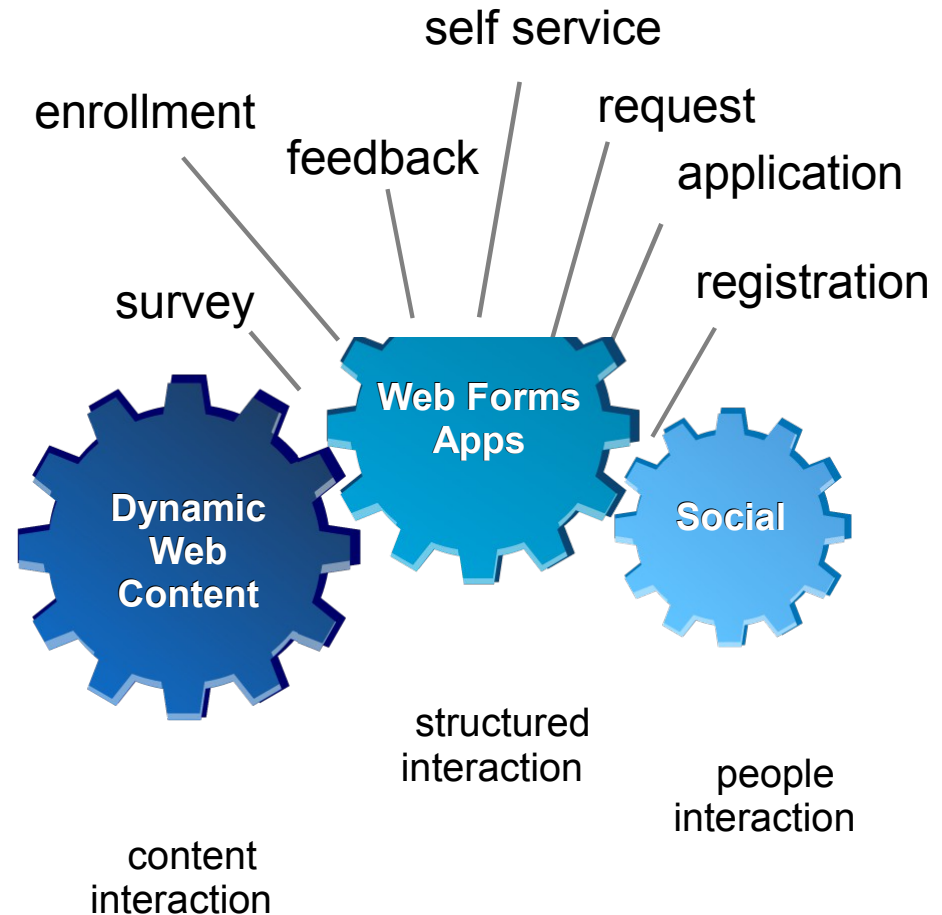 self service
enrollment
request
feedback
application
registration
survey
Web Forms
Apps
Dynamic
Web
Content
Social
structured
interaction
people
interaction
content
interaction